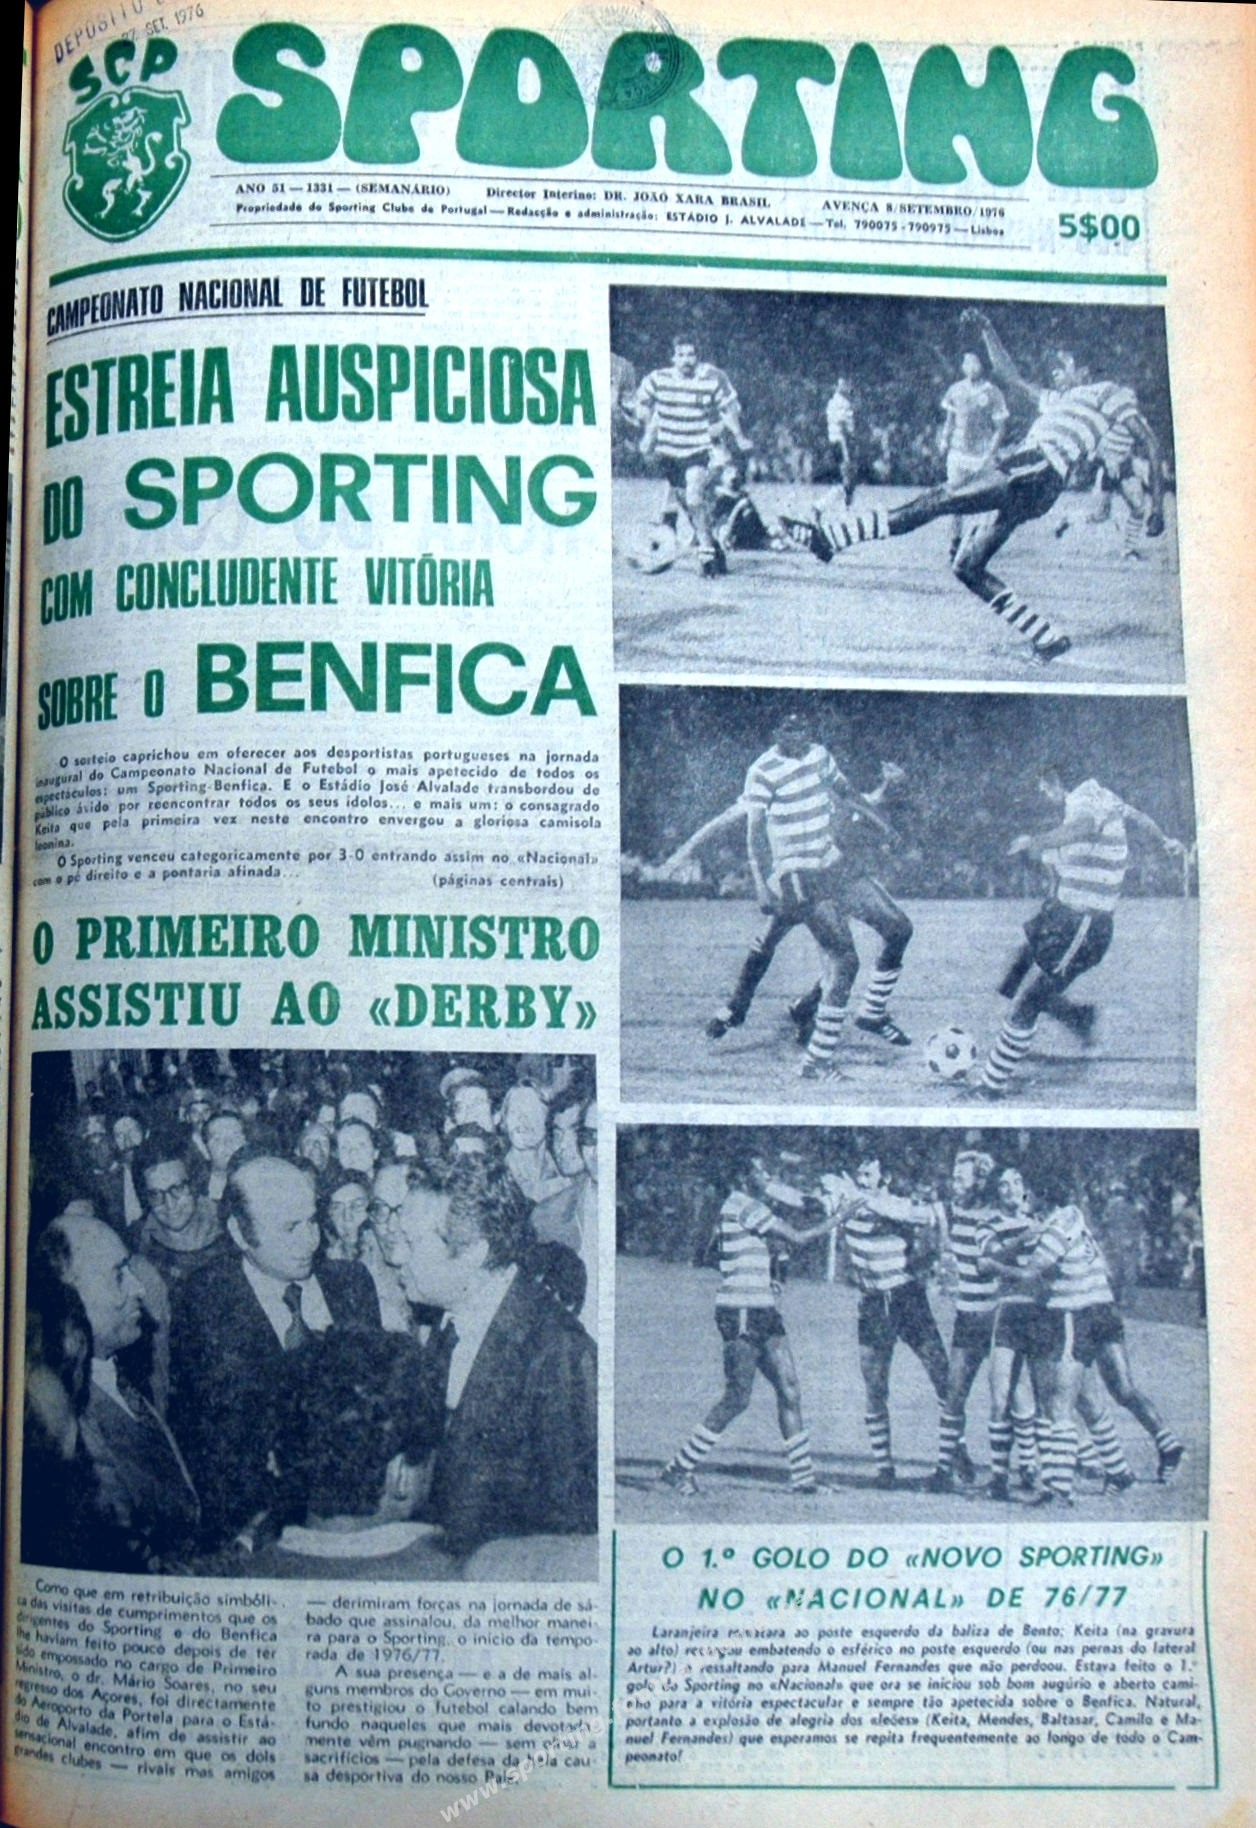 DEPÓSITO
27 SET. 1976
SCP
SPORTING
ANO 51 — 1331 — (SEMANÁRIO) Director Interino: DR. JOÃO XARA BRASIL AVENÇA 8/SETEMBRO/1976
Propriedade do Sporting Clube de Portugal — Redacção e administração: ESTÁDIO J. ALVALADE — Tel. 790075 - 790975 — Lisboa
5$00
CAMPEONATO NACIONAL DE FUTEBOL
ESTREIA AUSPICIOSA
DO SPORTING
COM CONCLUDENTE VITÓRIA
SOBRE O BENFICA
O sorteio caprichou em oferecer aos desportistas portugueses na jornada
inaugural do Campeonato Nacional de Futebol o mais apetecido de todos os
espectáculos: um Sporting-Benfica. E o Estádio José Alvalade transbordou de
público ávido por reencontrar todos os seus ídolos... e mais um: o consagrado
Keita que pela primeira vez neste encontro envergou a gloriosa camisola
leonina.
O Sporting venceu categoricamente por 3-0 entrando assim no «Nacional»
com o pé direito e a pontaria afinada... (páginas centrais)
O PRIMEIRO MINISTRO
ASSISTIU AO «DERBY»
Como que em retribuição simbóli-
ca das visitas de cumprimentos que os
dirigentes do Sporting e do Benfica
lhe haviam feito pouco depois de ter
sido empossado no cargo de Primeiro
Ministro, o dr. Mário Soares, no seu
regresso dos Açores, foi directamente
do Aeroporto da Portela para o Está-
dio de Alvalade, afim de assistir ao
sensacional encontro em que os dois
grandes clubes — rivais mas amigos
— derimiram forças na jornada de sá-
bado que assinalou, da melhor manei-
ra para o Sporting, o início da tempo-
rada de 1976/77.
A sua presença — e a de mais al-
guns membros do Governo — em mui-
to prestigiou o futebol calando bem
fundo naqueles que mais devotada-
mente vêm pugnando — sem olhar a
sacrifícios — pela defesa da bela cau-
sa desportiva do nosso País.
O 1.º GOLO DO «NOVO SPORTING»
NO «NACIONAL» DE 76/77
Laranjeira ao poste esquerdo da baliza de Bento; Keita (na gravura
ao alto) embatendo o esférico no poste esquerdo (ou nas pernas do lateral
Artur?) e ressaltando para Manuel Fernandes que não perdoou. Estava feito o 1.º
golo do Sporting no «Nacional» que ora se iniciou sob bom augúrio e aberto cami-
nho para a vitória espectacular e sempre tão apetecida sobre o Benfica. Natural,
portanto a explosão de alegria dos «leões» (Keita, Mendes, Baltasar, Camilo e Ma-
nuel Fernandes) que esperamos se repita frequentemente ao longo de todo o Cam-
peonato!